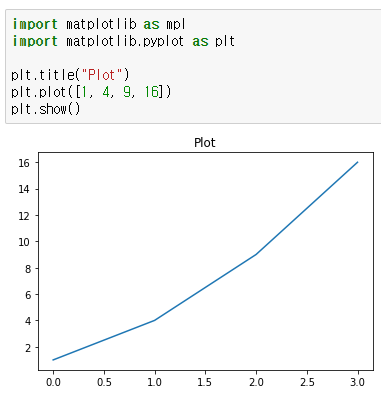 import matplotlib as mpl
import matplotlib.pyplot as plt
plt.title("Plot")
plt.plot([1, 4, 9, 16])
plt.show()
Plot
16
14
12
10
8
6
4
2
0.0 0.5 1.0 1.5 2.0 2.5 3.0